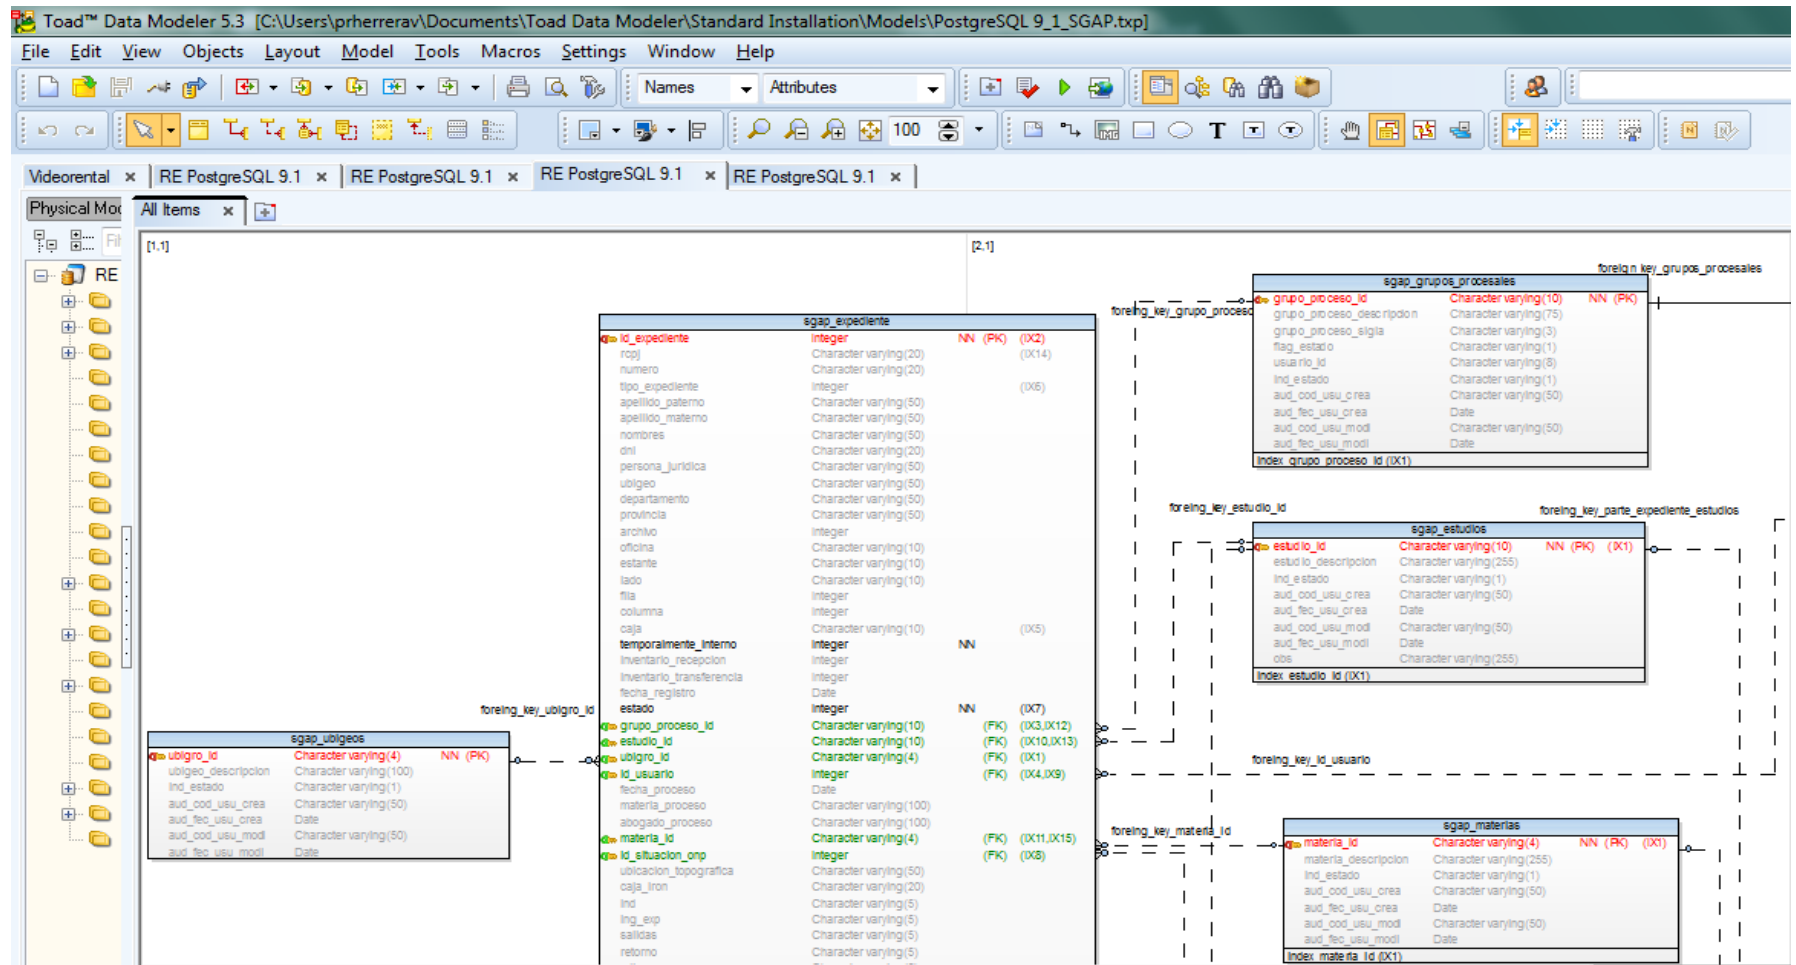 Toad™ Data Modeler 5.3 [C:\Users\prherrerav\Documents\Toad Data Modeler\Standard Installation\Models\PostgreSQL 9_1_SGAP.txp]
File Edit View Objects Layout Model Tools Macros Settings Window Help
Names Attributes
100
Videorental × RE PostgreSQL 9.1 × RE PostgreSQL 9.1 × RE PostgreSQL 9.1 × RE PostgreSQL 9.1 ×
Physical Mod All Items ×
[1.1] [2,1]
RE
foreign key_grupos_procesales
sgap_grupos_procesales
grupo_proceso_id Character varying(10) NN (PK)
grupo_proceso_descripcion Character varying(75)
grupo_proceso_sigla Character varying(3)
flag_estado Character varying(1)
usuario_id Character varying(8)
ind_estado Character varying(1)
aud_cod_usu_crea Character varying(50)
aud_fec_usu_crea Date
aud_cod_usu_modi Character varying(50)
aud_fec_usu_modi Date
Index_grupo_proceso_id (IX1)
foreing_key_grupo_proceso
sgap_expediente
id_expediente Integer NN (PK) (IX2)
rcpj Character varying(20) (IX14)
numero Character varying(20)
tipo_expediente Integer (IX6)
apellido_paterno Character varying(50)
apellido_materno Character varying(50)
nombres Character varying(50)
dni Character varying(20)
persona_juridica Character varying(50)
ubigeo Character varying(50)
departamento Character varying(50)
provincia Character varying(50)
archivo Integer
oficina Character varying(10)
estante Character varying(10)
lado Character varying(10)
fila Integer
columna Integer
caja Character varying(10) (IX5)
temporalmente_interno Integer NN
inventario_recepcion Integer
inventario_transferencia Integer
fecha_registro Date
estado Integer NN (IX7)
grupo_proceso_id Character varying(10) (FK) (IX3,IX12)
estudio_id Character varying(10) (FK) (IX10,IX13)
ubigro_id Character varying(4) (FK) (IX1)
id_usuario Integer (FK) (IX4,IX9)
fecha_proceso Date
materia_proceso Character varying(100)
abogado_proceso Character varying(100)
materia_id Character varying(4) (FK) (IX11,IX15)
id_situacion_onp Integer (FK) (IX8)
ubicacion_topografica Character varying(50)
caja_iron Character varying(20)
ind Character varying(5)
ing_exp Character varying(5)
salidas Character varying(5)
retorno Character varying(5)
foreing_key_estudio_id
foreing_key_parte_expediente_estudios
sgap_estudios
estudio_id Character varying(10) NN (PK) (IX1)
estudio_descripcion Character varying(255)
ind_estado Character varying(1)
aud_cod_usu_crea Character varying(50)
aud_fec_usu_crea Date
aud_cod_usu_modi Character varying(50)
aud_fec_usu_modi Date
obs Character varying(255)
Index_estudio_id (IX1)
foreing_key_ubigro_id
sgap_ubigeos
ubigro_id Character varying(4) NN (PK)
ubigeo_descripcion Character varying(100)
ind_estado Character varying(1)
aud_cod_usu_crea Character varying(50)
aud_fec_usu_crea Date
aud_cod_usu_modi Character varying(50)
aud_fec_usu_modi Date
foreing_key_id_usuario
foreing_key_materia_id
sgap_materias
materia_id Character varying(4) NN (PK) (IX1)
materia_descripcion Character varying(255)
ind_estado Character varying(1)
aud_cod_usu_crea Character varying(50)
aud_fec_usu_crea Date
aud_cod_usu_modi Character varying(50)
aud_fec_usu_modi Date
Index_materia_id (IX1)